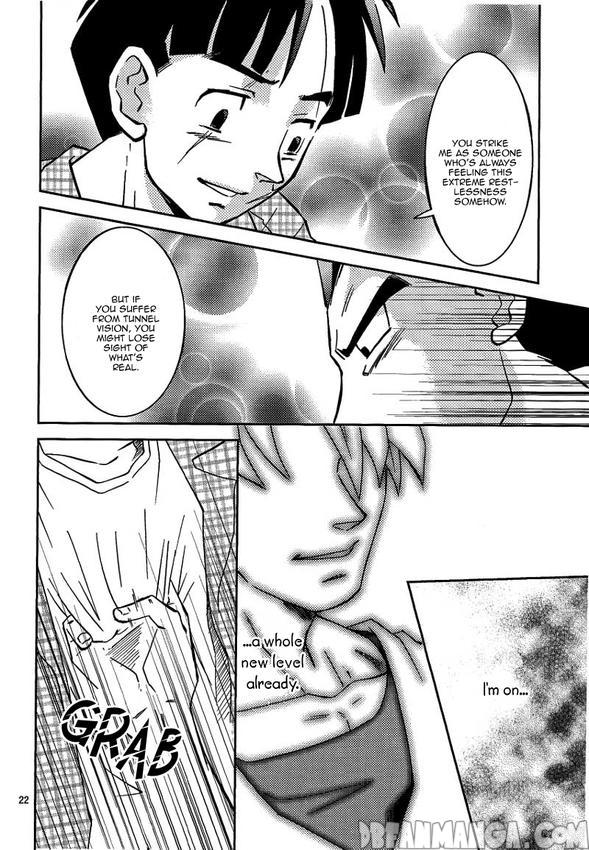 YOU STRIKE
ME AS SOMEONE
WHO'S ALWAYS
FEELING THIS
EXTREME REST-
LESSNESS
SOMEHOW.
BUT IF
YOU SUFFER
FROM TUNNEL
VISION, YOU
MIGHT LOSE
SIGHT OF
WHAT'S
REAL.
I'm on...
...a whole
new level
already.
GRAB
22
DBFANMANGA.COM